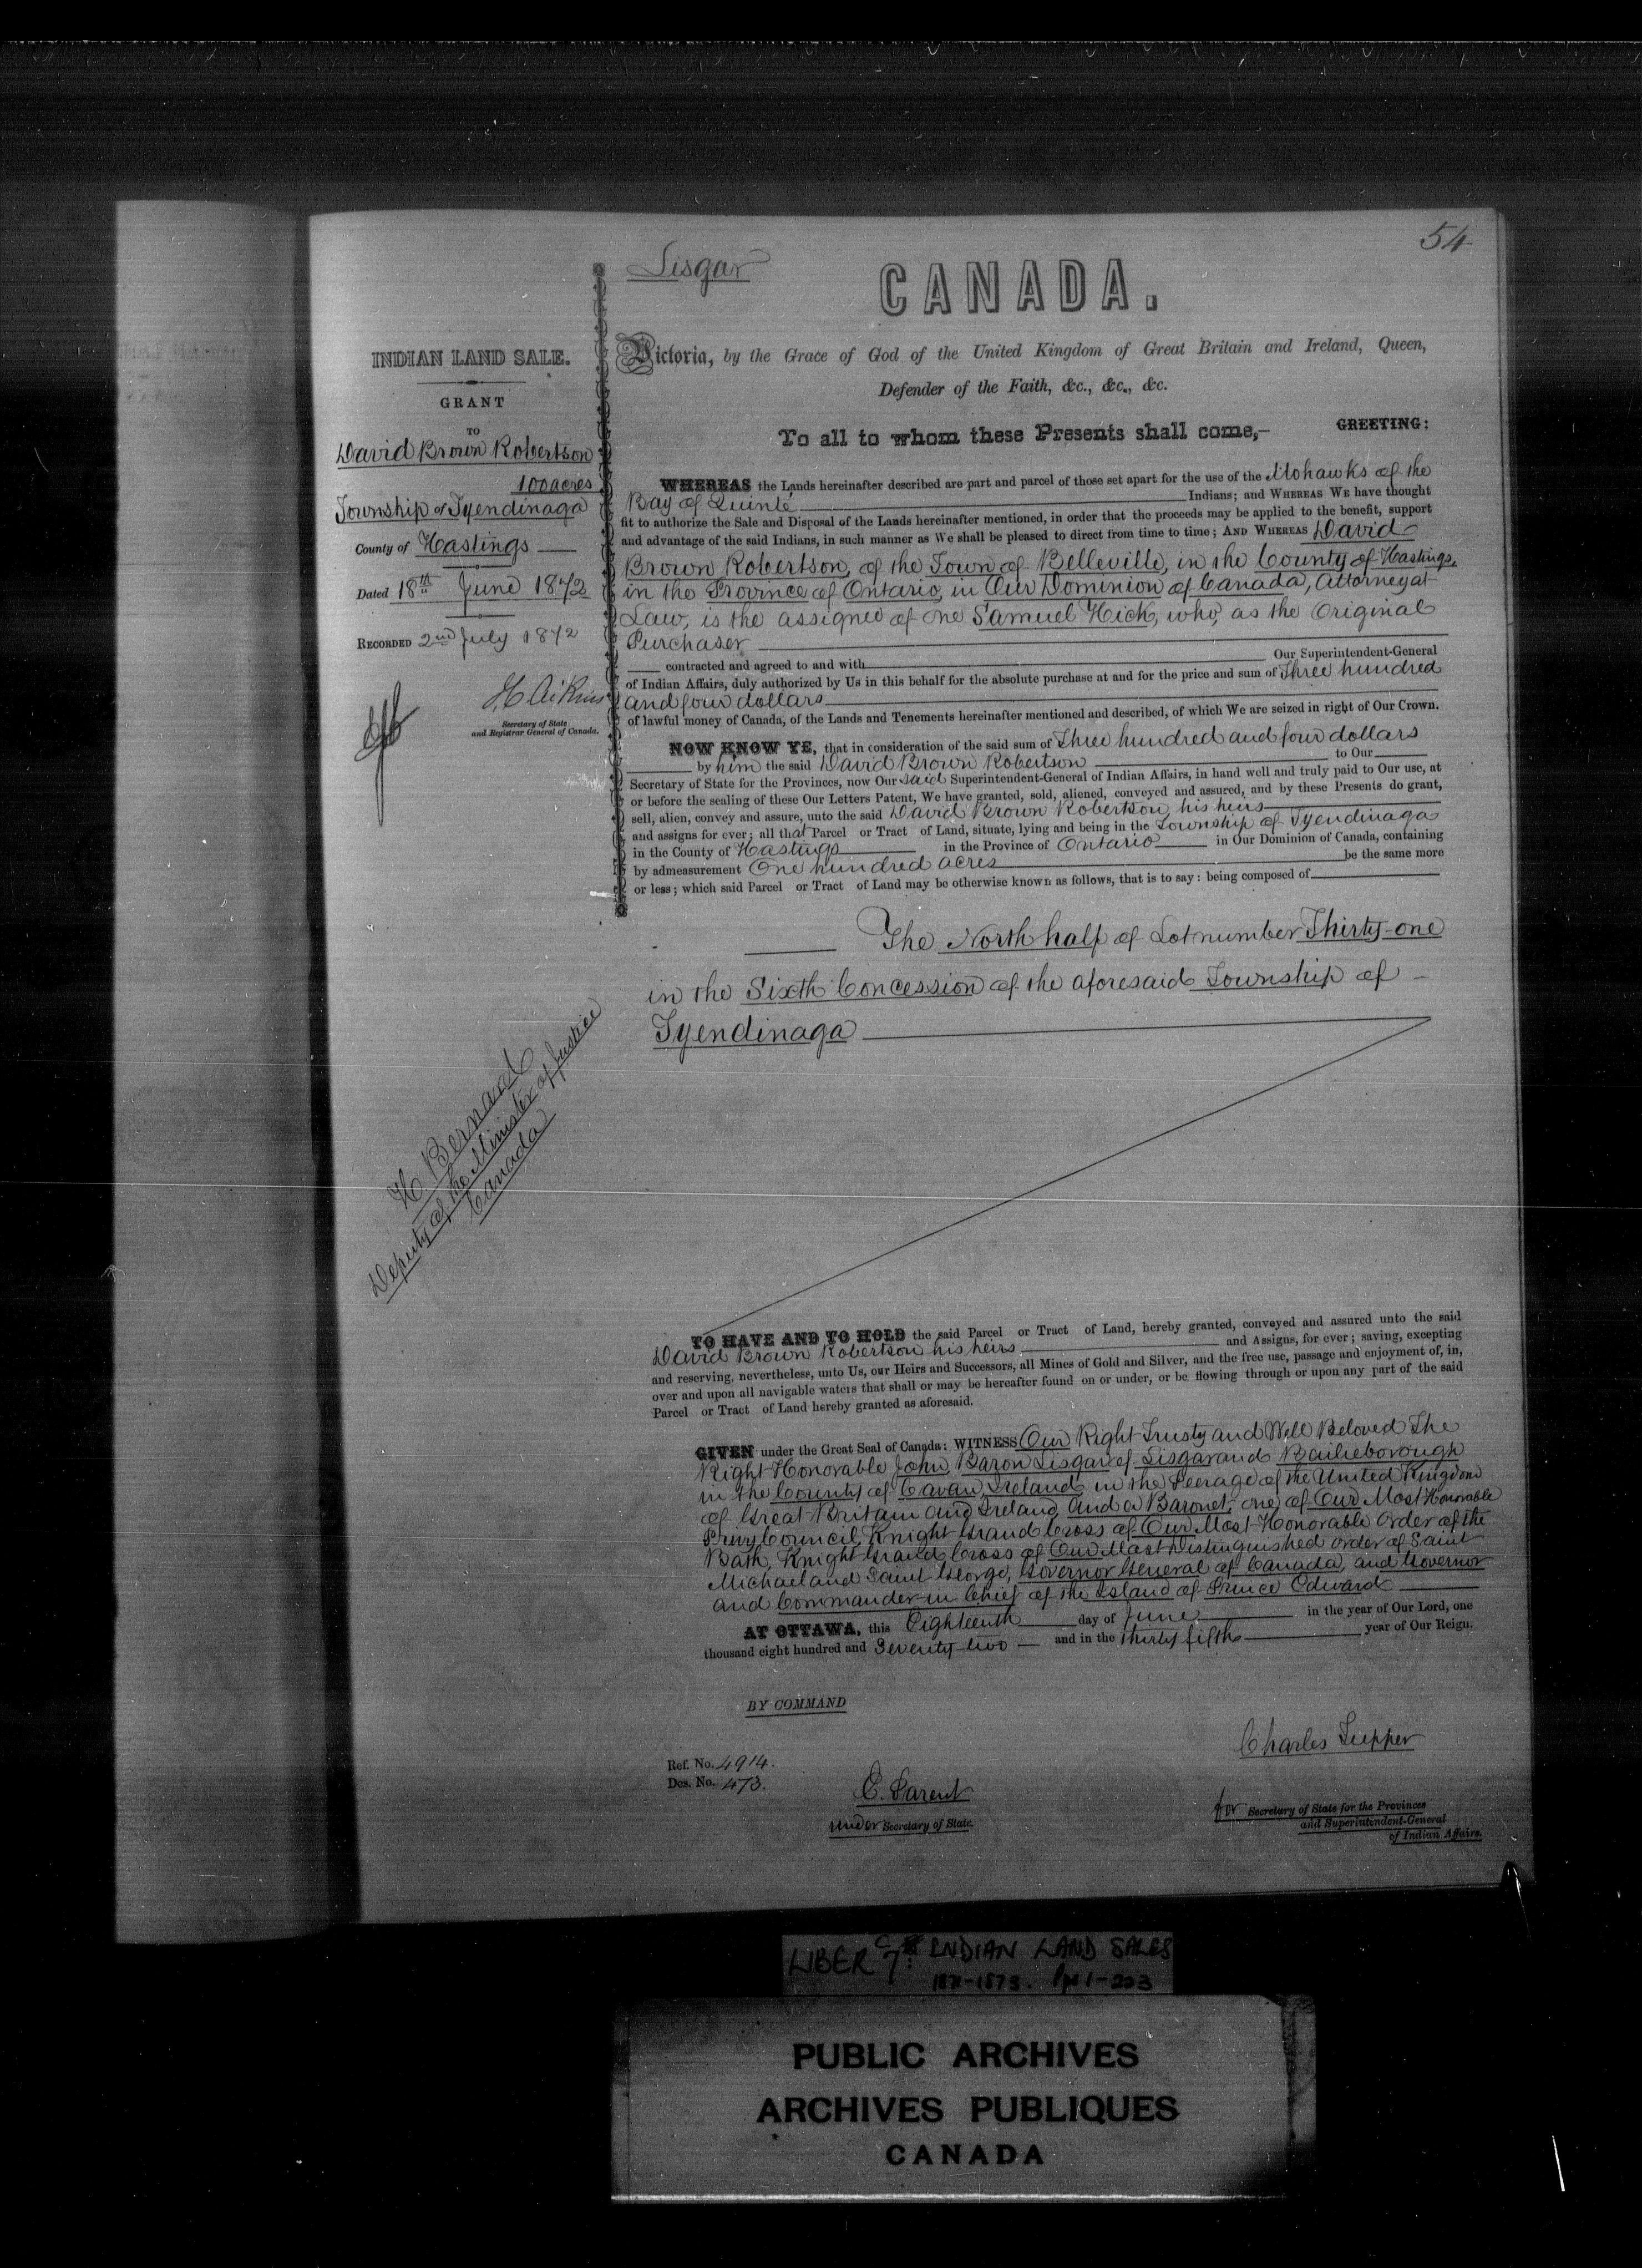 54
Lisgar
CANADA.
Victoria, by the Grace of God of the United Kingdom of Great Britain and Ireland, Queen,
Defender of the Faith, &c., &c., &c.
To all to whom these Presents shall come,— GREETING:
INDIAN LAND SALE.
GRANT
TO
David Brown Robertson
100 acres
Township of Tyendinaga
County of Hastings
Dated 18th June 1872
RECORDED 2nd July 1872
Secretary of State
and Registrar General of Canada.
H Bernard
Deputy of the Minister of Justice
Canada
WHEREAS the Lands hereinafter described are part and parcel of those set apart for the use of the Mohawks of the
Bay of Quinté Indians; and WHEREAS We have thought
fit to authorize the Sale and Disposal of the Lands hereinafter mentioned, in order that the proceeds may be applied to the benefit, support
and advantage of the said Indians, in such manner as We shall be pleased to direct from time to time; AND WHEREAS David
Brown Robertson, of the Town of Belleville, in the County of Hastings,
in the Province of Ontario, in Our Dominion of Canada, Attorney at
Law, is the assignee of one Samuel Hick, who, as the Original
Purchaser
contracted and agreed to and with Our Superintendent-General
of Indian Affairs, duly authorized by Us in this behalf for the absolute purchase at and for the price and sum of Three hundred
and four dollars
of lawful money of Canada, of the Lands and Tenements hereinafter mentioned and described, of which We are seized in right of Our Crown.
NOW KNOW YE, that in consideration of the said sum of Three hundred and four dollars
by him the said David Brown Robertson to Our
Secretary of State for the Provinces, now Our said Superintendent-General of Indian Affairs, in hand well and truly paid to Our use, at
or before the sealing of these Our Letters Patent, We have granted, sold, aliened, conveyed and assured, and by these Presents do grant,
sell, alien, convey and assure, unto the said David Brown Robertson, his heirs
and assigns for ever; all that Parcel or Tract of Land, situate, lying and being in the Township of Tyendinaga
in the County of Hastings in the Province of Ontario in Our Dominion of Canada, containing
by admeasurement One hundred acres be the same more
or less; which said Parcel or Tract of Land may be otherwise known as follows, that is to say: being composed of
The North half of Lot number Thirty-one
in the Sixth Concession of the aforesaid Township of
Tyendinaga
TO HAVE AND TO HOLD the said Parcel or Tract of Land, hereby granted, conveyed and assured unto the said
David Brown Robertson his heirs and Assigns, for ever; saving, excepting
and reserving, nevertheless, unto Us, our Heirs and Successors, all Mines of Gold and Silver, and the free use, passage and enjoyment of, in,
over and upon all navigable waters that shall or may be hereafter found on or under, or be flowing through or upon any part of the said
Parcel or Tract of Land hereby granted as aforesaid.
GIVEN under the Great Seal of Canada: WITNESS Our Right Trusty and Well Beloved The
Right Honorable John, Baron Lisgar of Lisgar and Bailieborough
in the County of Cavan, Ireland, in the Peerage of the United Kingdom
of Great Britain and Ireland, and a Baronet, one of Our Most Honorable
Privy Council, Knight Grand Cross of Our Most Honorable Order of the
Bath, Knight Grand Cross of Our Most Distinguished order of Saint
Michael and Saint George, Governor General of Canada, and Governor
and Commander in Chief of the Island of Prince Edward
AT OTTAWA, this Eighteenth day of June in the year of Our Lord, one
thousand eight hundred and Seventy-two and in the thirty fifth year of Our Reign.
BY COMMAND
Charles Tupper
Ref. No. 4914.
Des. No. 473.
E. Parent
under Secretary of State.
for Secretary of State for the Provinces
and Superintendent-General
of Indian Affairs.
LIBER C 7: INDIAN LAND SALES
1871-1873. Pgs 1-223
PUBLIC ARCHIVES
ARCHIVES PUBLIQUES
CANADA